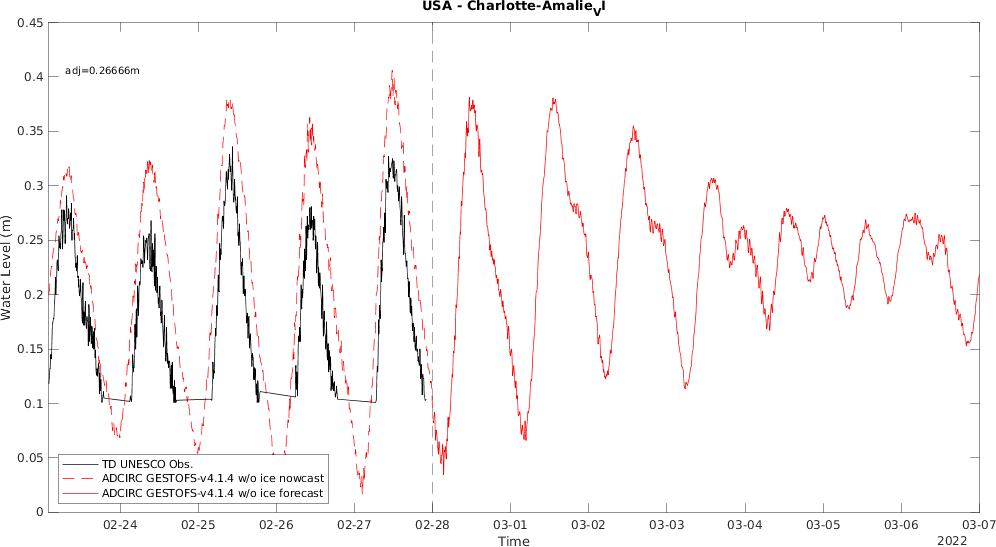 USA - Charlotte-Amalie_VI
0.45
adj=0.26666m
0.4
0.35
0.3
0.25
0.2
0.15
0.1
0.05
0
Water Level (m)
TD UNESCO Obs.
ADCIRC GESTOFS-v4.1.4 w/o ice nowcast
ADCIRC GESTOFS-v4.1.4 w/o ice forecast
02-24 02-25 02-26 02-27 02-28 03-01 03-02 03-03 03-04 03-05 03-06 03-07
Time
2022